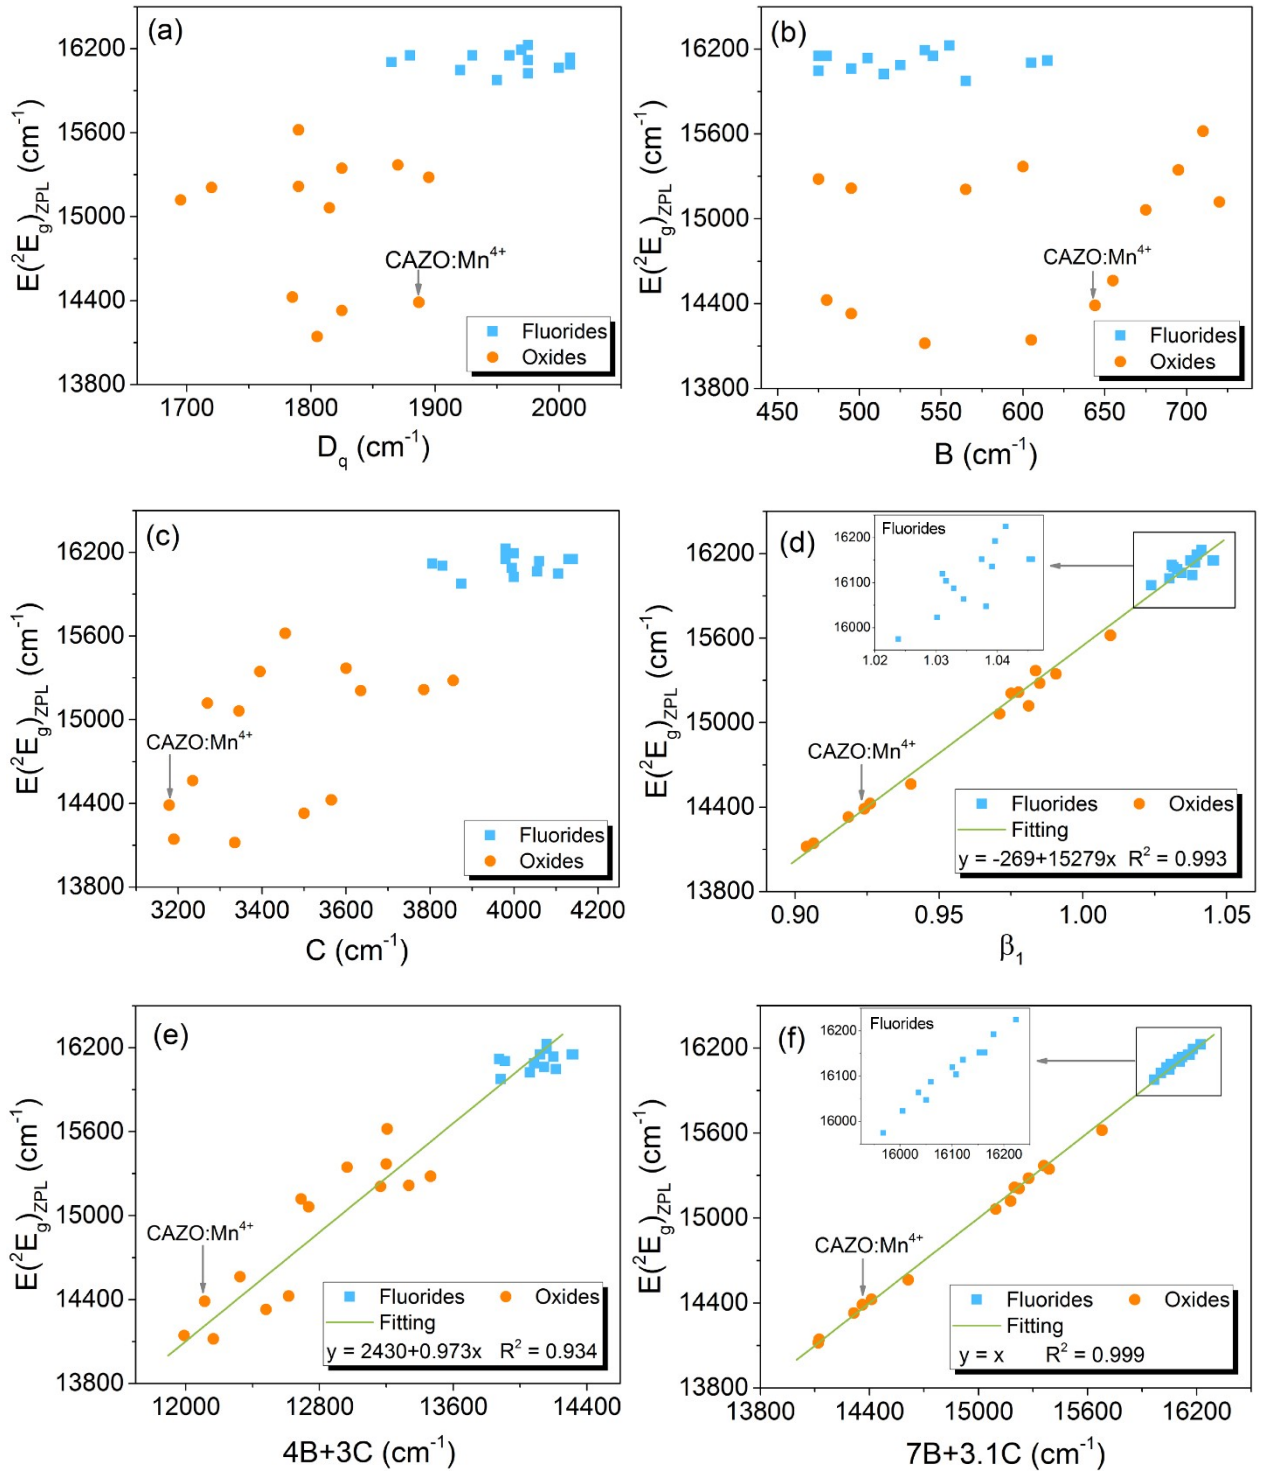 (a)
16200
15600
15000
14400
13800
E(²E_g)_ZPL (cm⁻¹)
CAZO:Mn⁴⁺
Fluorides
Oxides
1700 1800 1900 2000
D_q (cm⁻¹)
(b)
16200
15600
15000
14400
13800
E(²E_g)_ZPL (cm⁻¹)
CAZO:Mn⁴⁺
Fluorides
Oxides
450 500 550 600 650 700
B (cm⁻¹)
(c)
16200
15600
15000
14400
13800
E(²E_g)_ZPL (cm⁻¹)
CAZO:Mn⁴⁺
Fluorides
Oxides
3200 3400 3600 3800 4000 4200
C (cm⁻¹)
(d)
16200
15600
15000
14400
13800
E(²E_g)_ZPL (cm⁻¹)
Fluorides
16200
16100
16000
1.02 1.03 1.04
CAZO:Mn⁴⁺
Fluorides Oxides
Fitting
y = -269+15279x R² = 0.993
0.90 0.95 1.00 1.05
β₁
(e)
16200
15600
15000
14400
13800
E(²E_g)_ZPL (cm⁻¹)
CAZO:Mn⁴⁺
Fluorides Oxides
Fitting
y = 2430+0.973x R² = 0.934
12000 12800 13600 14400
4B+3C (cm⁻¹)
(f)
16200
15600
15000
14400
13800
E(²E_g)_ZPL (cm⁻¹)
Fluorides
16200
16100
16000
16000 16100 16200
CAZO:Mn⁴⁺
Fluorides Oxides
Fitting
y = x R² = 0.999
13800 14400 15000 15600 16200
7B+3.1C (cm⁻¹)